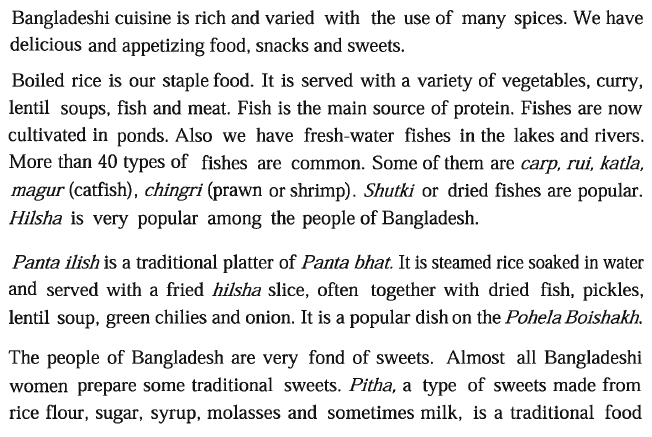 Bangladeshi cuisine is rich and varied with the use of many spices. We have
delicious and appetizing food, snacks and sweets.
Boiled rice is our staple food. It is served with a variety of vegetables, curry,
lentil soups, fish and meat. Fish is the main source of protein. Fishes are now
cultivated in ponds. Also we have fresh-water fishes in the lakes and rivers.
More than 40 types of fishes are common. Some of them are carp, rui, katla,
magur (catfish), chingri (prawn or shrimp). Shutki or dried fishes are popular.
Hilsha is very popular among the people of Bangladesh.
Panta ilish is a traditional platter of Panta bhat. It is steamed rice soaked in water
and served with a fried hilsha slice, often together with dried fish, pickles,
lentil soup, green chilies and onion. It is a popular dish on the Pohela Boishakh.
The people of Bangladesh are very fond of sweets. Almost all Bangladeshi
women prepare some traditional sweets. Pitha, a type of sweets made from
rice flour, sugar, syrup, molasses and sometimes milk, is a traditional food